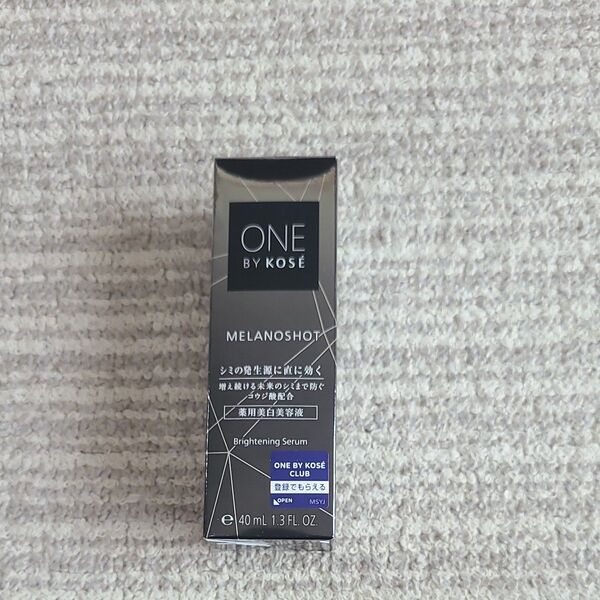 ONE
BY KOSÉ
MELANOSHOT
シミの発生源に直に効く
増え続ける未来のシミまで防ぐ
コウジ酸配合
薬用美白美容液
Brightening Serum
ONE BY KOSÉ
CLUB
登録でもらえる
OPEN MSYJ
℮ 40 mL 1.3 FL. OZ.